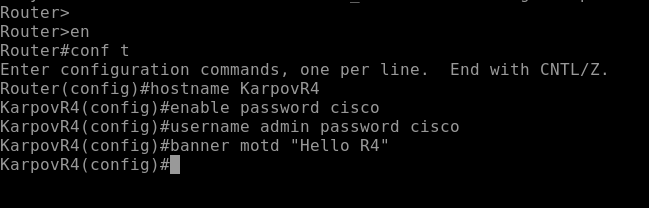 Router>
Router>en
Router#conf t
Enter configuration commands, one per line.  End with CNTL/Z.
Router(config)#hostname KarpovR4
KarpovR4(config)#enable password cisco
KarpovR4(config)#username admin password cisco
KarpovR4(config)#banner motd "Hello R4"
KarpovR4(config)#